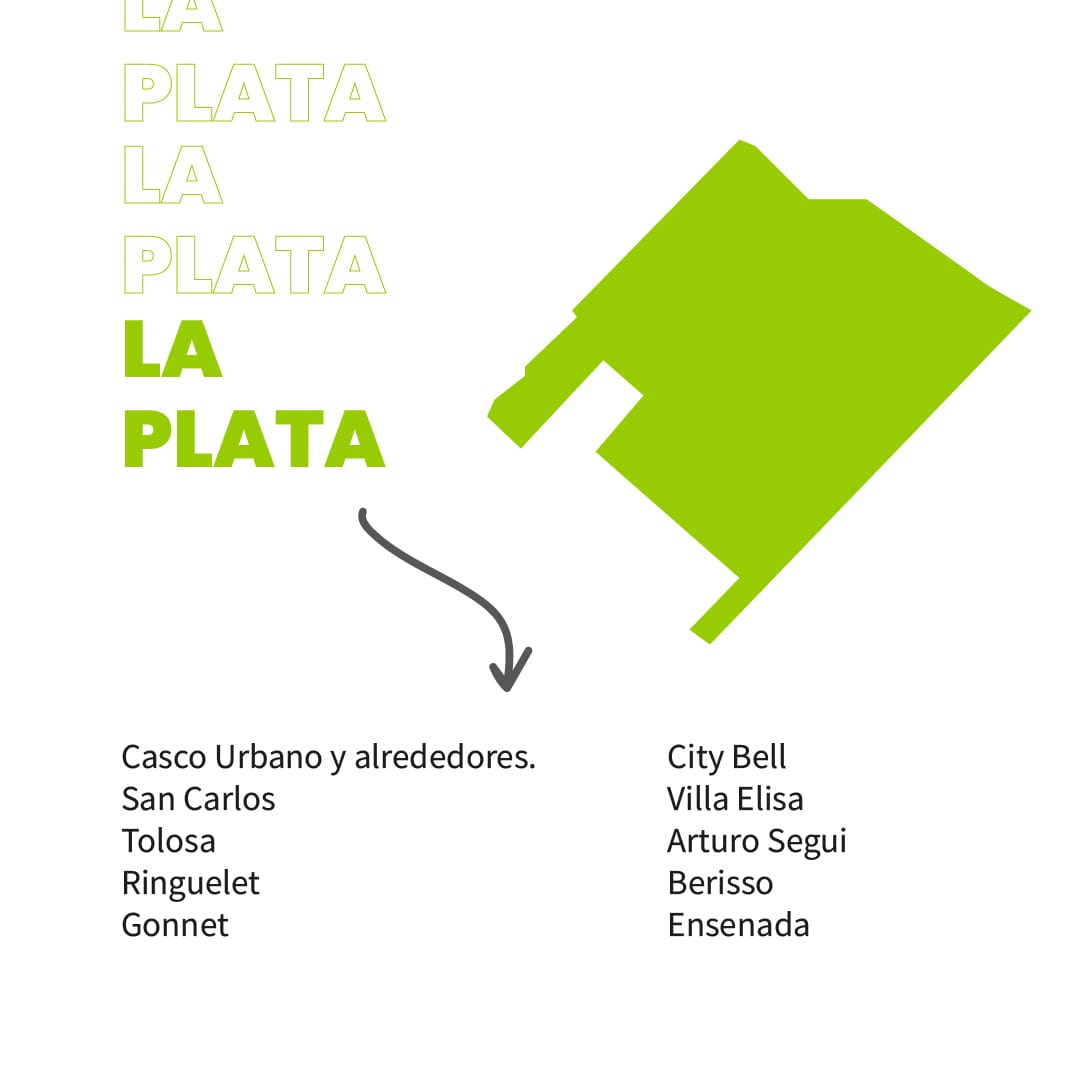 LA
PLATA
LA
PLATA
LA
PLATA
Casco Urbano y alrededores.
San Carlos
Tolosa
Ringuelet
Gonnet
City Bell
Villa Elisa
Arturo Segui
Berisso
Ensenada